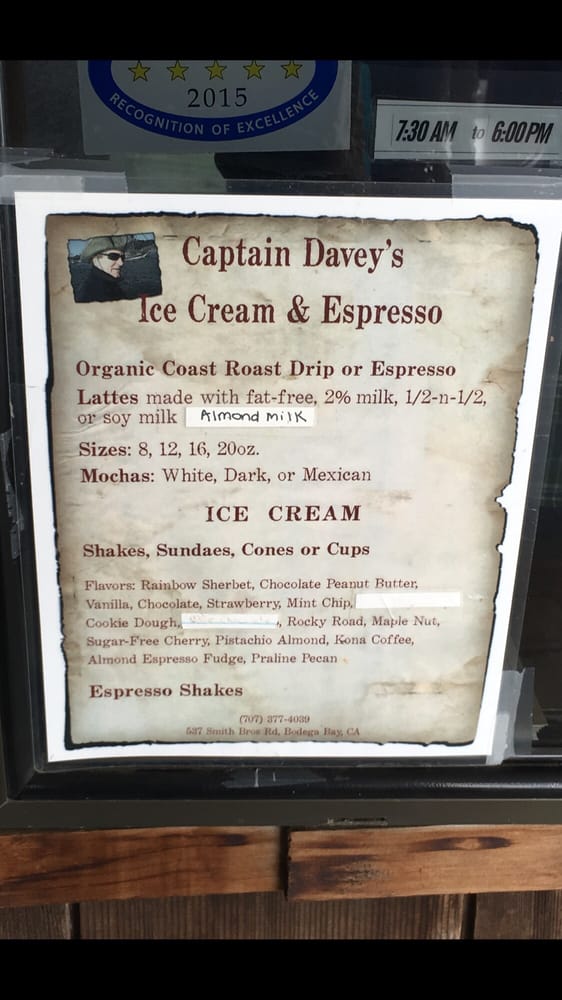 2015
RECOGNITION OF EXCELLENCE
7:30 AM to 6:00 PM
Captain Davey's
Ice Cream & Espresso
Organic Coast Roast Drip or Espresso
Lattes made with fat-free, 2% milk, 1/2-n-1/2,
or soy milk Almond milk
Sizes: 8, 12, 16, 20oz.
Mochas: White, Dark, or Mexican
ICE CREAM
Shakes, Sundaes, Cones or Cups
Flavors: Rainbow Sherbet, Chocolate Peanut Butter,
Vanilla, Chocolate, Strawberry, Mint Chip,
Cookie Dough, , Rocky Road, Maple Nut,
Sugar-Free Cherry, Pistachio Almond, Kona Coffee,
Almond Espresso Fudge, Praline Pecan
Espresso Shakes
(707) 377-4039
537 Smith Bros Rd, Bodega Bay, CA